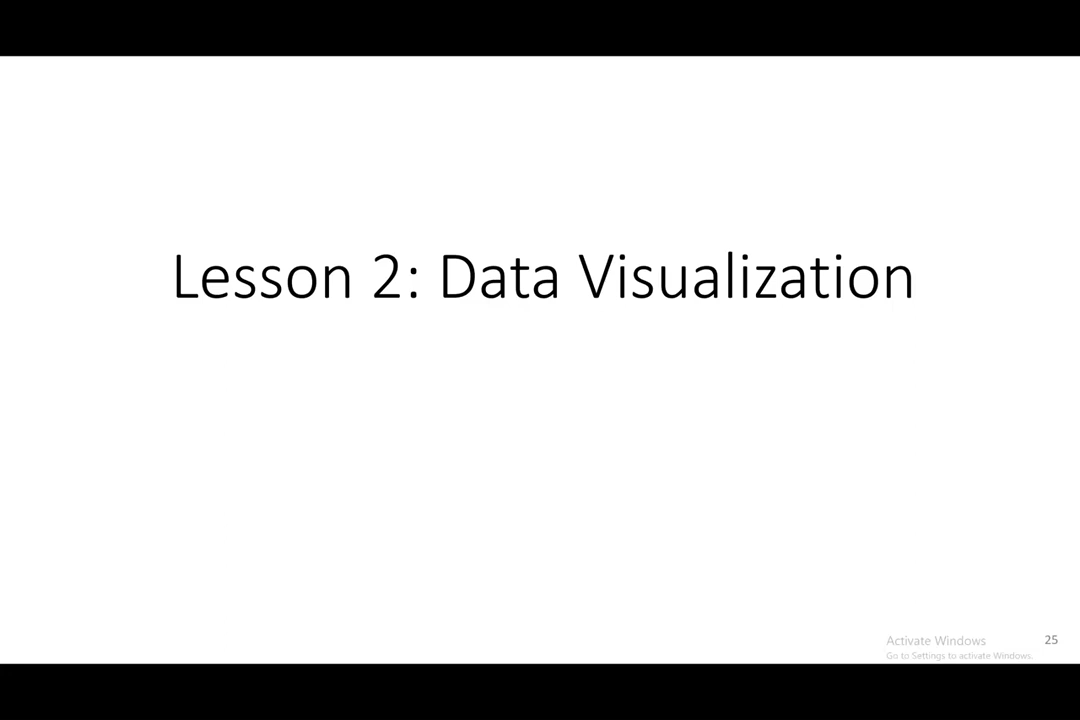 Lesson 2: Data Visualization
Activate Windows
Go to Settings to activate Windows.
25